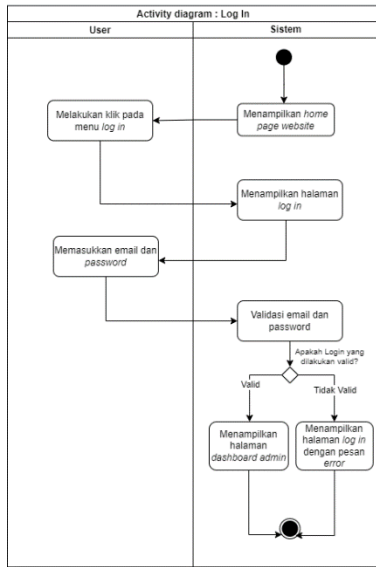 Activity diagram : Log In
User
Sistem
Menampilkan home
page website
Melakukan klik pada
menu log in
Menampilkan halaman
log in
Memasukkan email dan
password
Validasi email dan
password
Apakah Login yang
dilakukan valid?
Valid
Tidak Valid
Menampilkan
halaman
dashboard admin
Menampilkan
halaman log in
dengan pesan
error